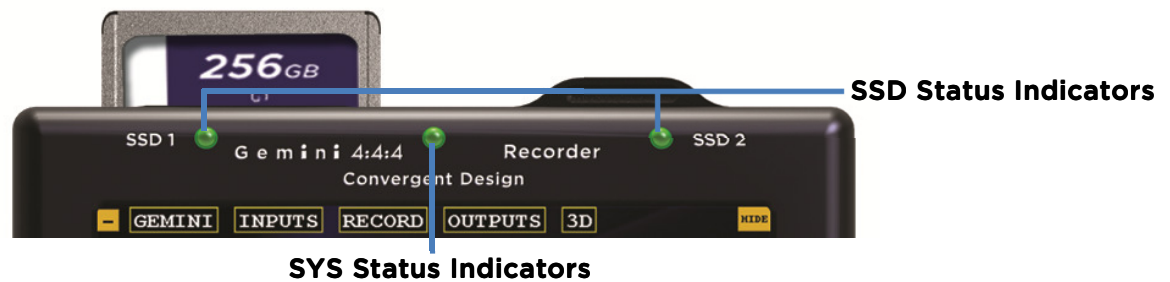 256GB
SSD Status Indicators
SSD 1
SSD 2
Gemini 4:4:4 Recorder
Convergent Design
- GEMINI INPUTS RECORD OUTPUTS 3D HIDE
SYS Status Indicators